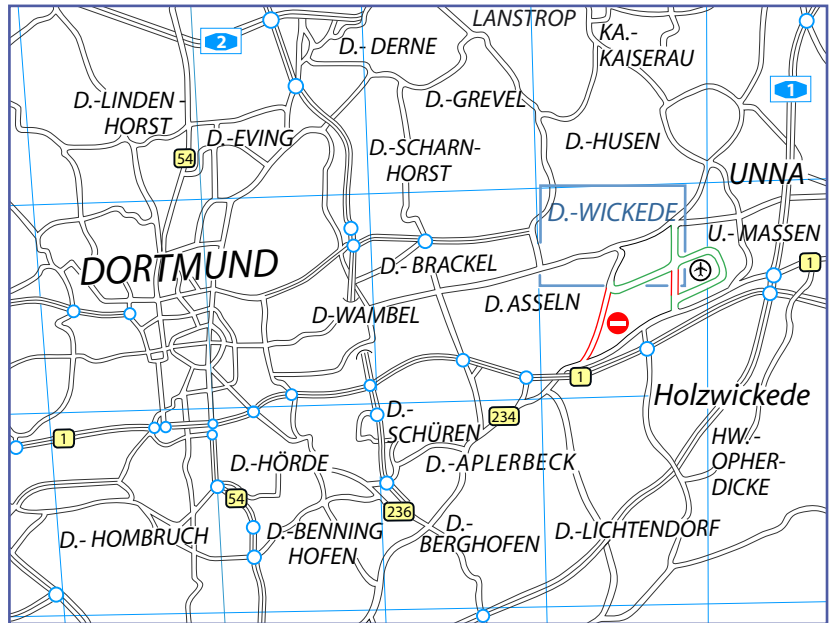 LANSTROP
2
D.- DERNE
KA.-
KAISERAU
1
D.-LINDEN-
HORST
D.-GREVEL
D.-EVING
54
D.-SCHARN-
HORST
D.-HUSEN
UNNA
D.-WICKEDE
U.- MASSEN
DORTMUND
D.- BRACKEL
1
D. ASSELN
D-WAMBEL
1
Holzwickede
D.-
SCHÜREN
234
1
HW.-
OPHER-
DICKE
D.-HÖRDE
D.-APLERBECK
54
236
D.- HOMBRUCH
D.-BENNING
HOFEN
D.-
BERGHOFEN
D.-LICHTENDORF